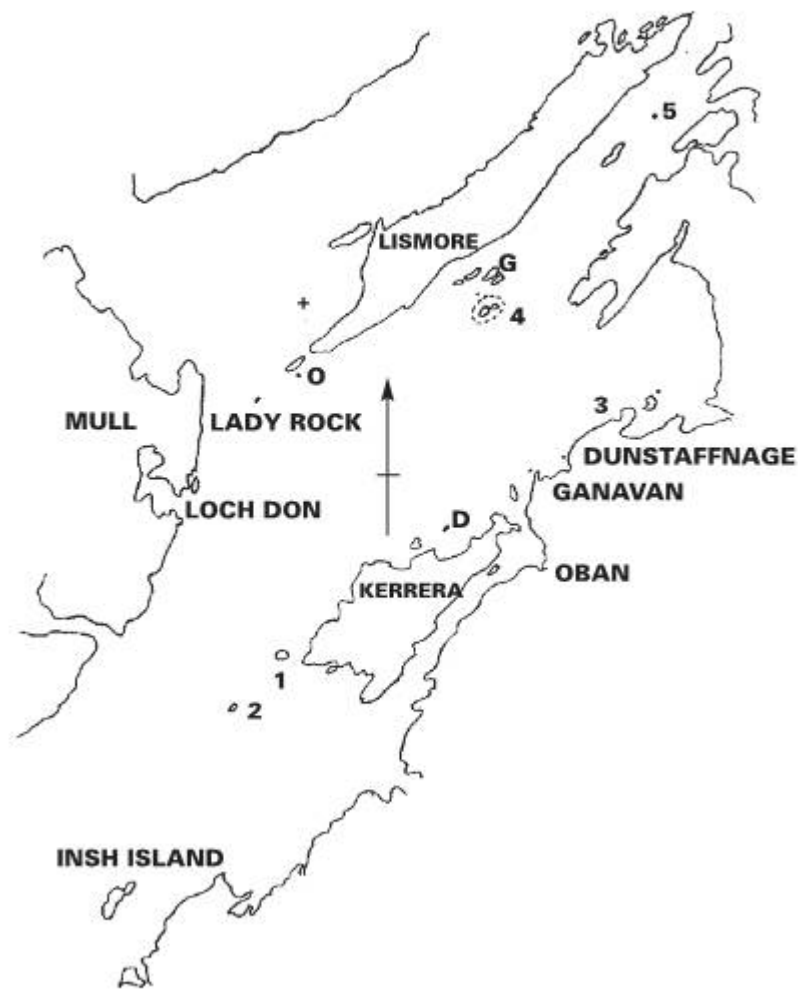 5
LISMORE
G
4
O
MULL
LADY ROCK
3
DUNSTAFFNAGE
GANAVAN
LOCH DON
D
OBAN
KERRERA
1
2
INSH ISLAND